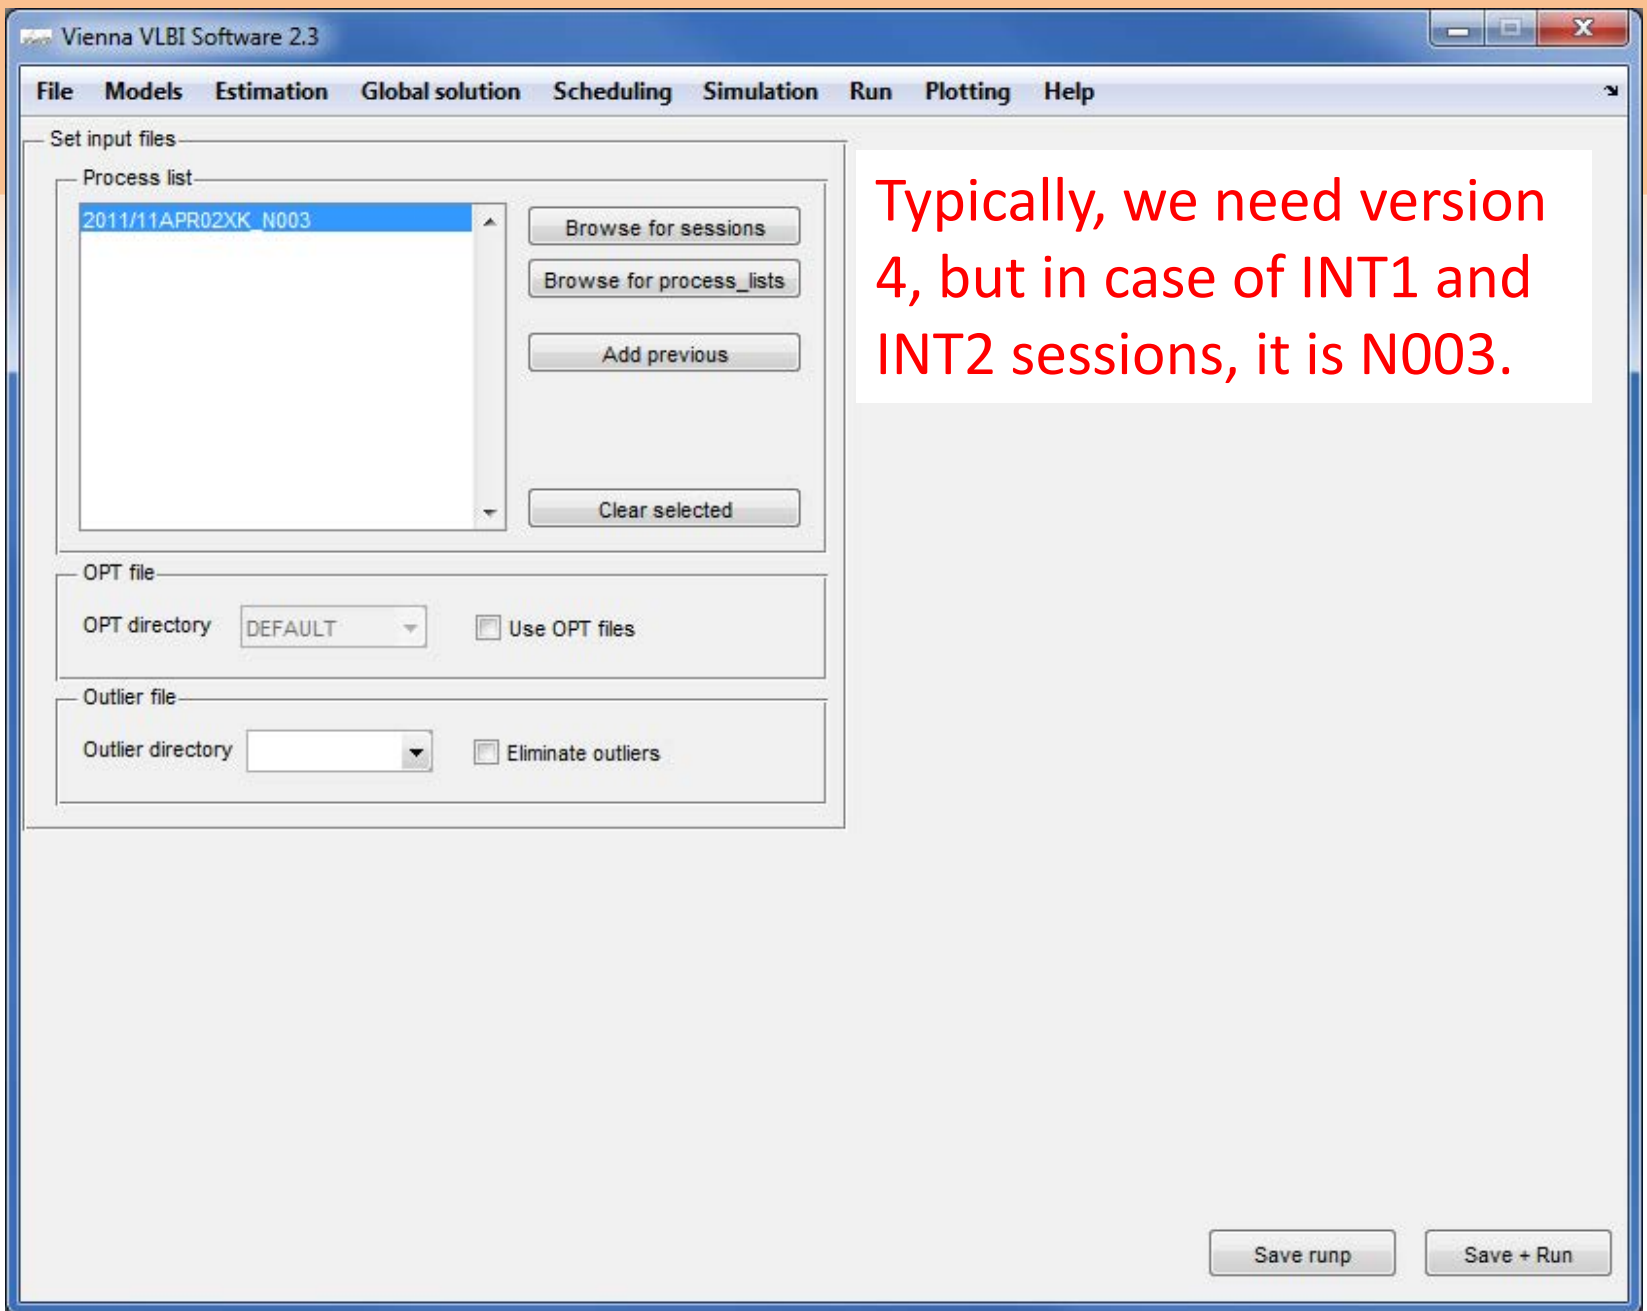 Vienna VLBI Software 2.3
File Models Estimation Global solution Scheduling Simulation Run Plotting Help
Set input files
Process list
2011/11APR02XK_N003
Browse for sessions
Browse for process_lists
Add previous
Clear selected
OPT file
OPT directory DEFAULT Use OPT files
Outlier file
Outlier directory Eliminate outliers
Typically, we need version
4, but in case of INT1 and
INT2 sessions, it is N003.
Save runp Save + Run